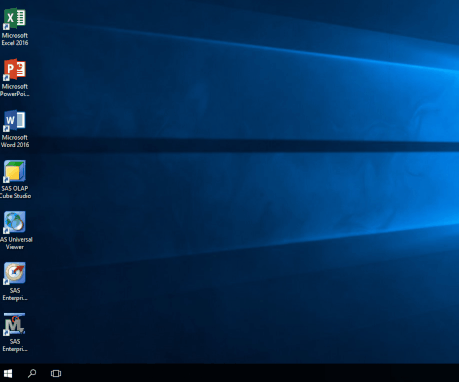 Microsoft
Excel 2016
Microsoft
PowerPoi...
Microsoft
Word 2016
SAS OLAP
Cube Studio
AS Universal
Viewer
SAS
Enterpri...
SAS
Enterpri...